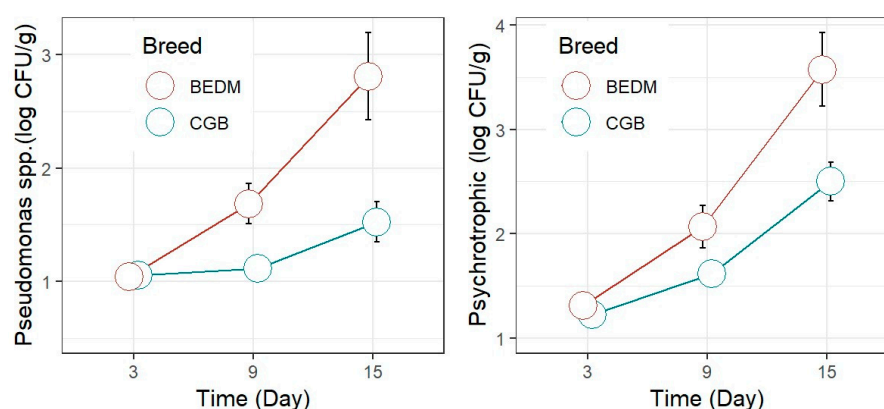 Pseudomonas spp.(log CFU/g)
3
2
1
Breed
BEDM
CGB
3 9 15
Time (Day)
Psychrotrophic (log CFU/g)
4
3
2
1
Breed
BEDM
CGB
3 9 15
Time (Day)